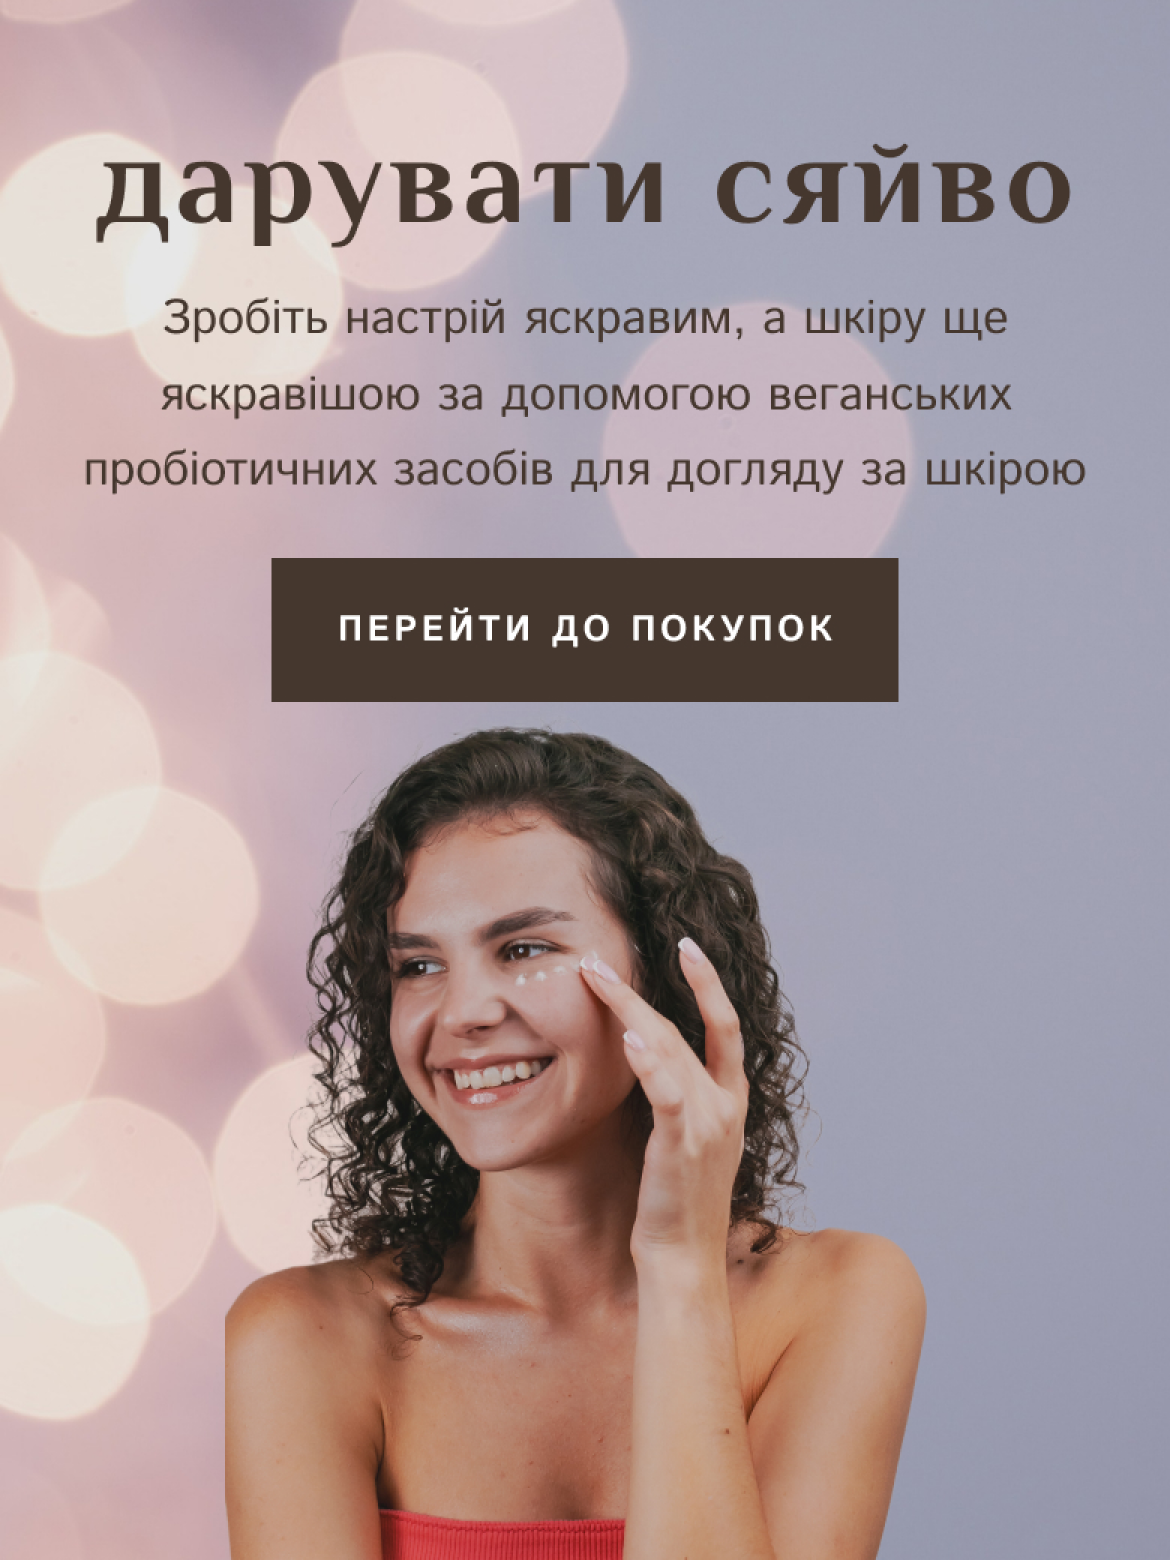 дарувати сяйво
Зробіть настрій яскравим, а шкіру ще
яскравішою за допомогою веганських
пробіотичних засобів для догляду за шкірою
ПЕРЕЙТИ ДО ПОКУПОК